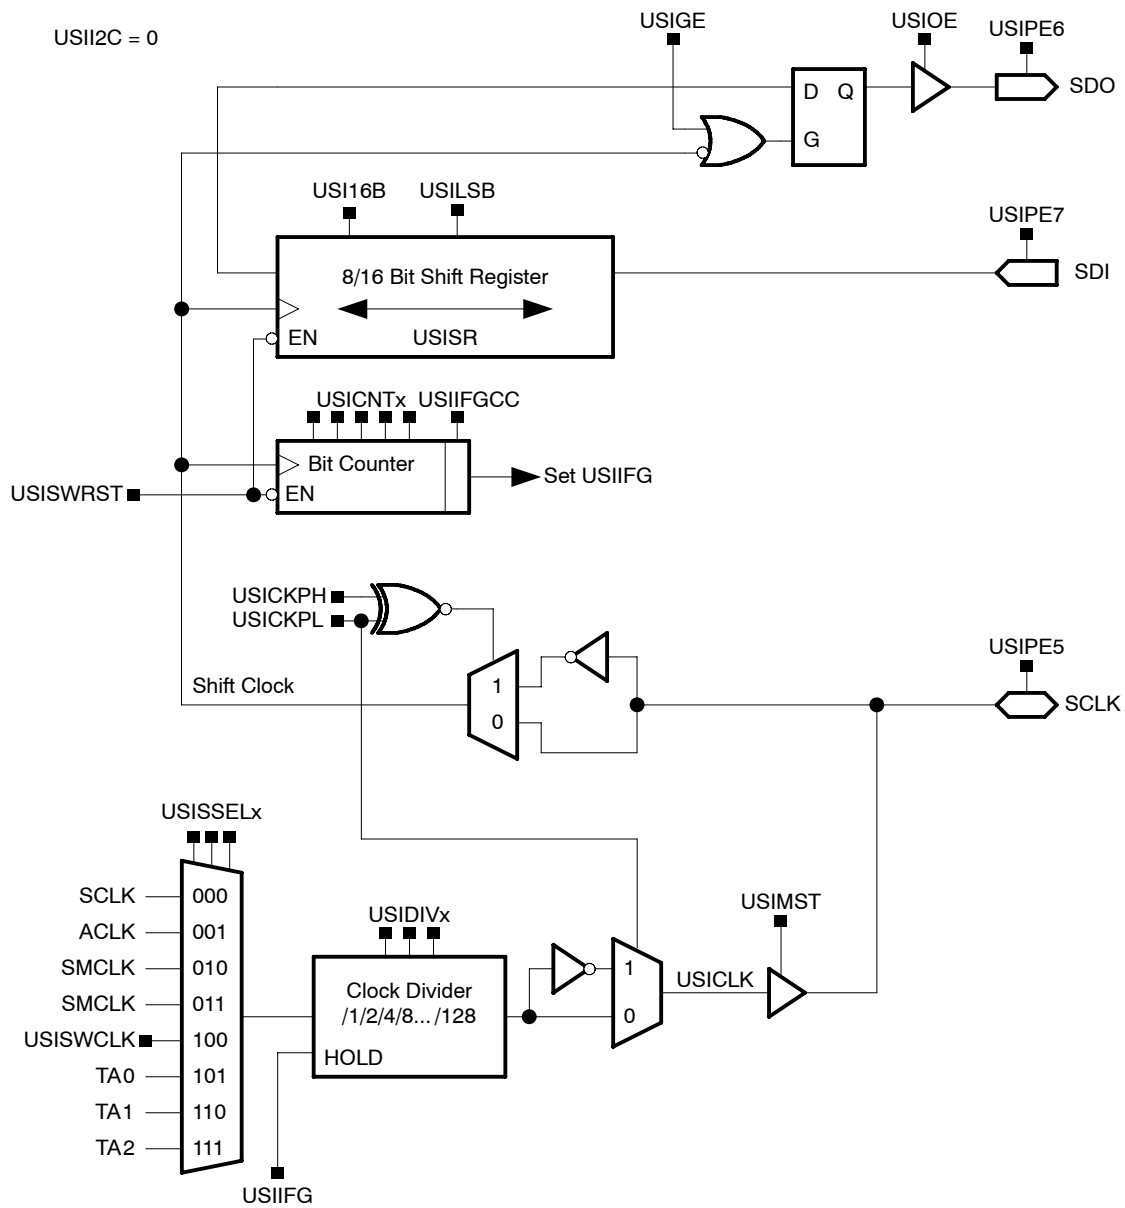 USII2C = 0
USIGE
USIOE
USIPE6
D Q
SDO
G
USI16B
USILSB
USIPE7
8/16 Bit Shift Register
SDI
EN
USISR
USICNTx
USIIFGCC
Bit Counter
Set USIIFG
USISWRST
EN
USICKPH
USICKPL
USIPE5
Shift Clock
1
SCLK
0
USISSELx
SCLK 000
USIMST
USIDIVx
ACLK 001
SMCLK 010
1
USICLK
Clock Divider
SMCLK 011
/1/2/4/8... /128
0
USISWCLK 100
HOLD
TA0 101
TA1 110
TA2 111
USIIFG